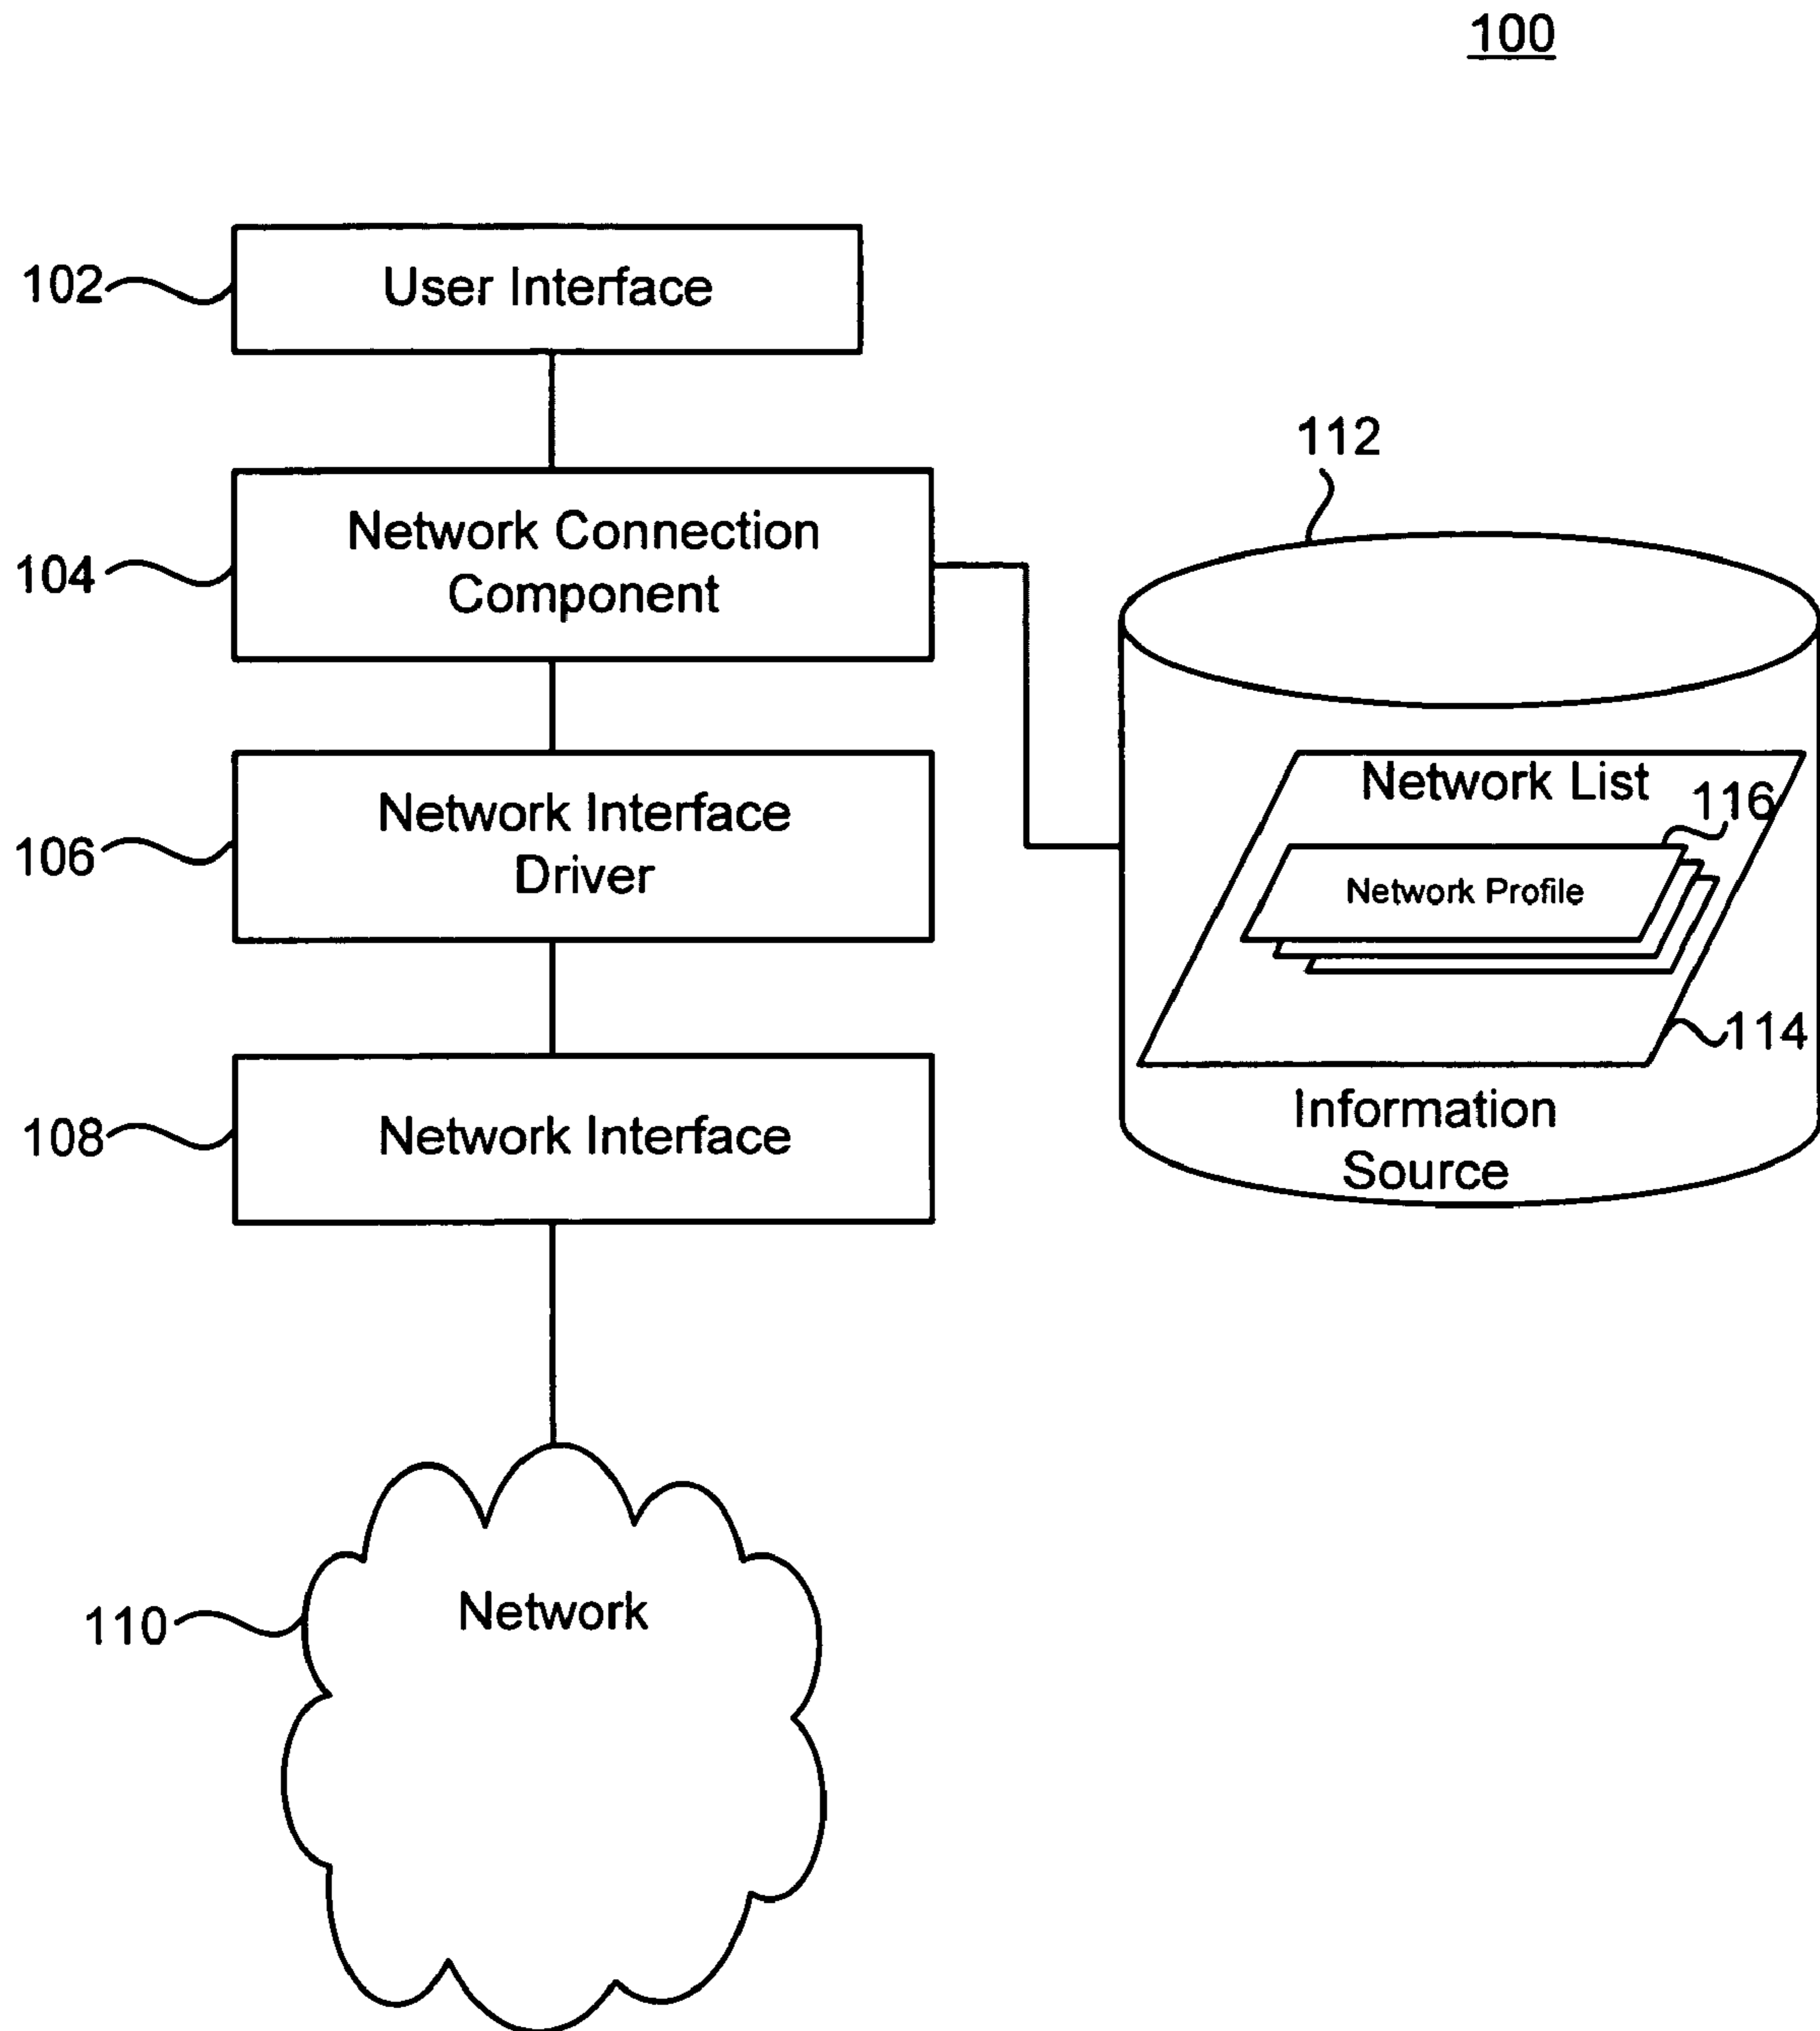 100
102
User Interface
112
104
Network Connection
Component
Network List
116
106
Network Interface
Driver
Network Profile
114
108
Network Interface
Information
Source
110
Network